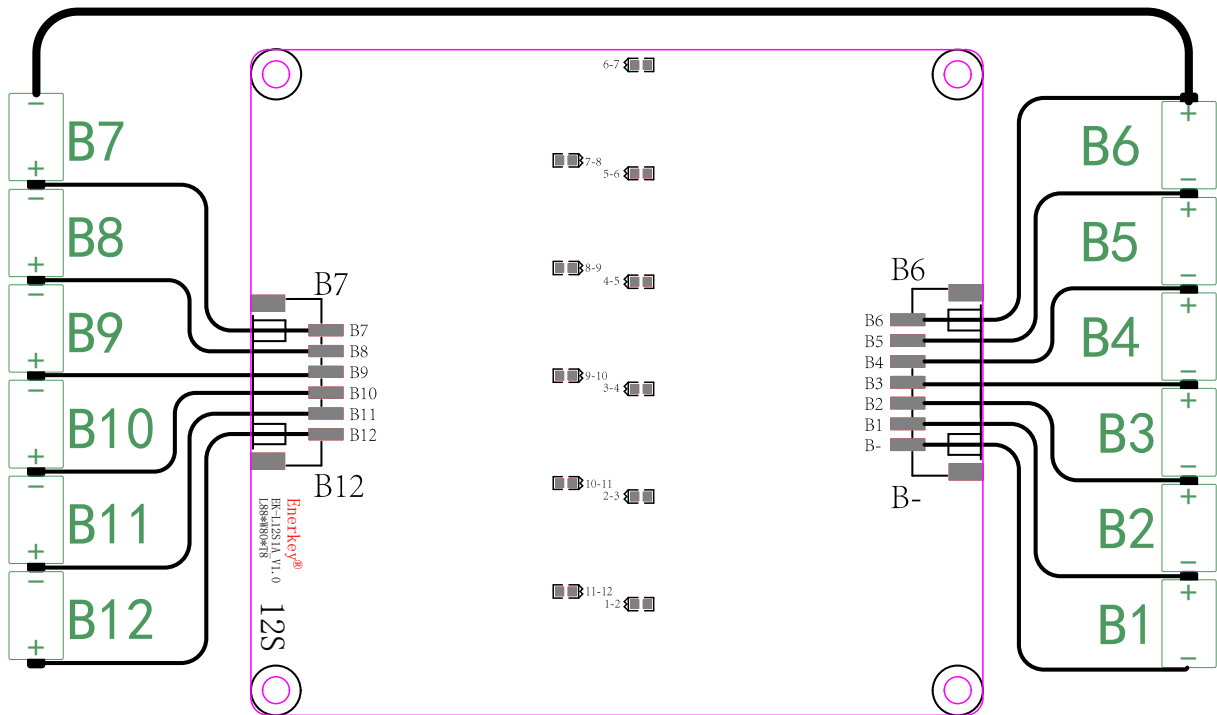 6-7
B7
+
−
B8
−
+
B9
−
+
B10
−
+
B11
−
+
B12
−
+
7-8
5-6
8-9
4-5
9-10
3-4
10-11
2-3
11-12
1-2
B7
B7
B8
B9
B10
B11
B12
B12
Enerkey®
EK-L12S1A_V1.0
L88*W80*T8
12S
B6
B6
B5
B4
B3
B2
B1
B-
B-
B6
+
−
B5
+
−
B4
+
−
B3
+
−
B2
+
−
B1
+
−